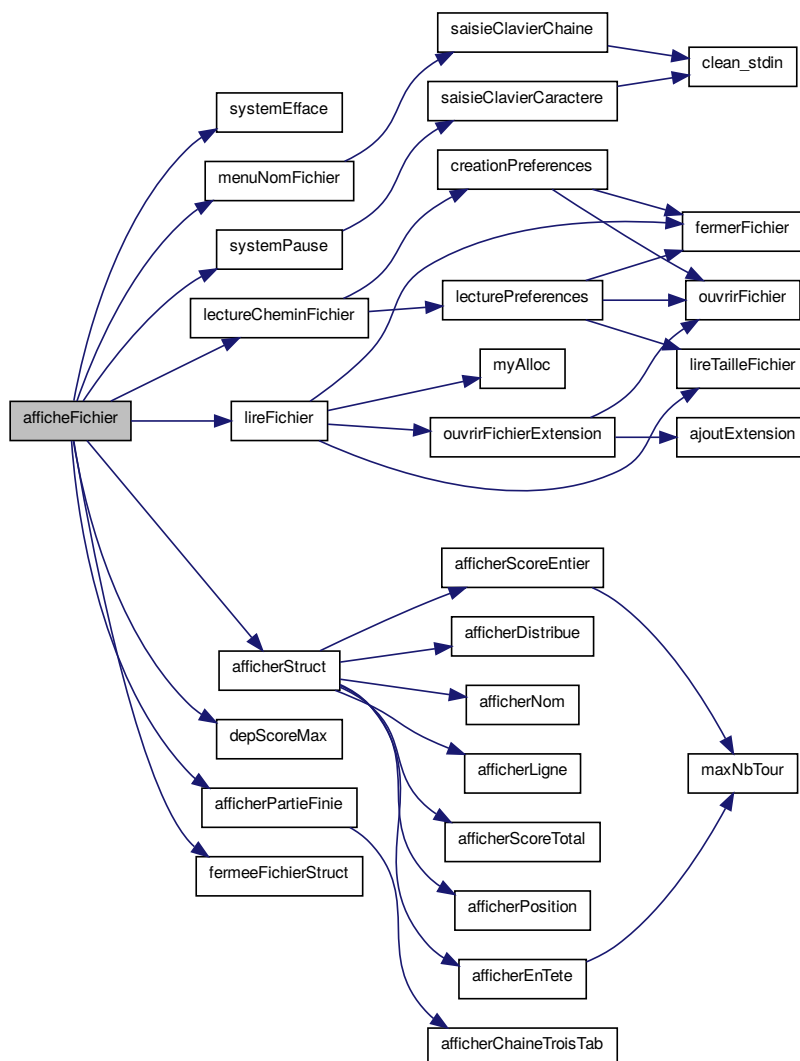 saisieClavierChaine
clean_stdin
saisieClavierCaractere
systemEfface
creationPreferences
menuNomFichier
fermerFichier
systemPause
ouvrirFichier
lecturePreferences
lectureCheminFichier
lireTailleFichier
myAlloc
afficheFichier
lireFichier
ouvrirFichierExtension
ajoutExtension
afficherScoreEntier
afficherDistribue
afficherStruct
afficherNom
depScoreMax
afficherLigne
maxNbTour
afficherPartieFinie
afficherScoreTotal
fermeeFichierStruct
afficherPosition
afficherEnTete
afficherChaineTroisTab